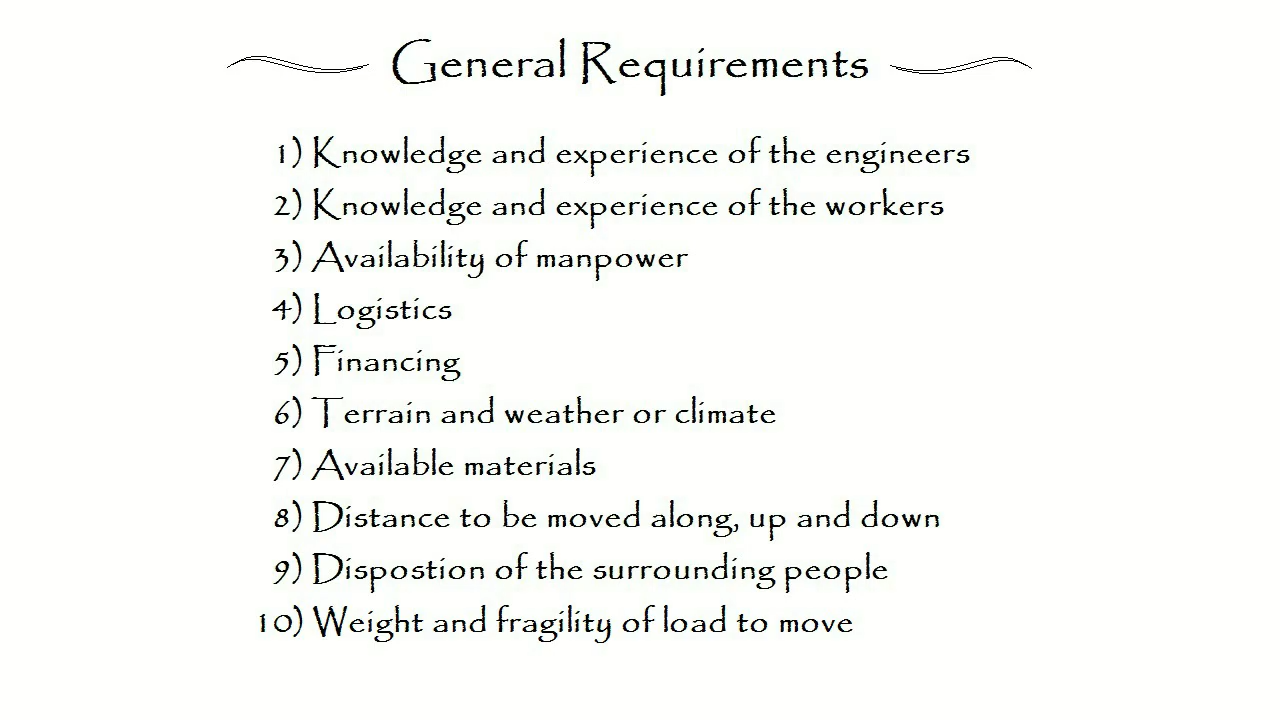 General Requirements
1) Knowledge and experience of the engineers
2) Knowledge and experience of the workers
3) Availability of manpower
4) Logistics
5) Financing
6) Terrain and weather or climate
7) Available materials
8) Distance to be moved along, up and down
9) Dispostion of the surrounding people
10) Weight and fragility of load to move